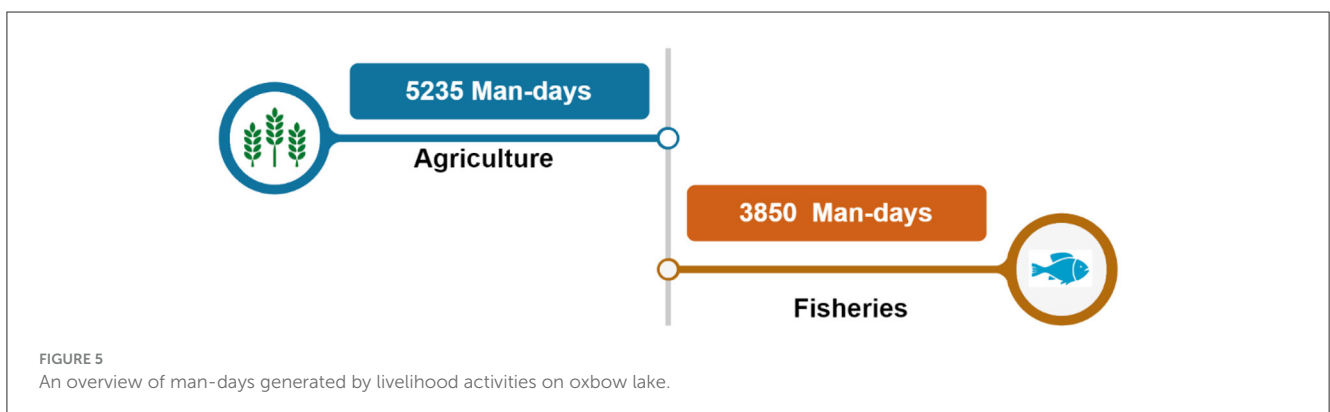 5235 Man-days
Agriculture
3850 Man-days
Fisheries
FIGURE 5
An overview of man-days generated by livelihood activities on oxbow lake.